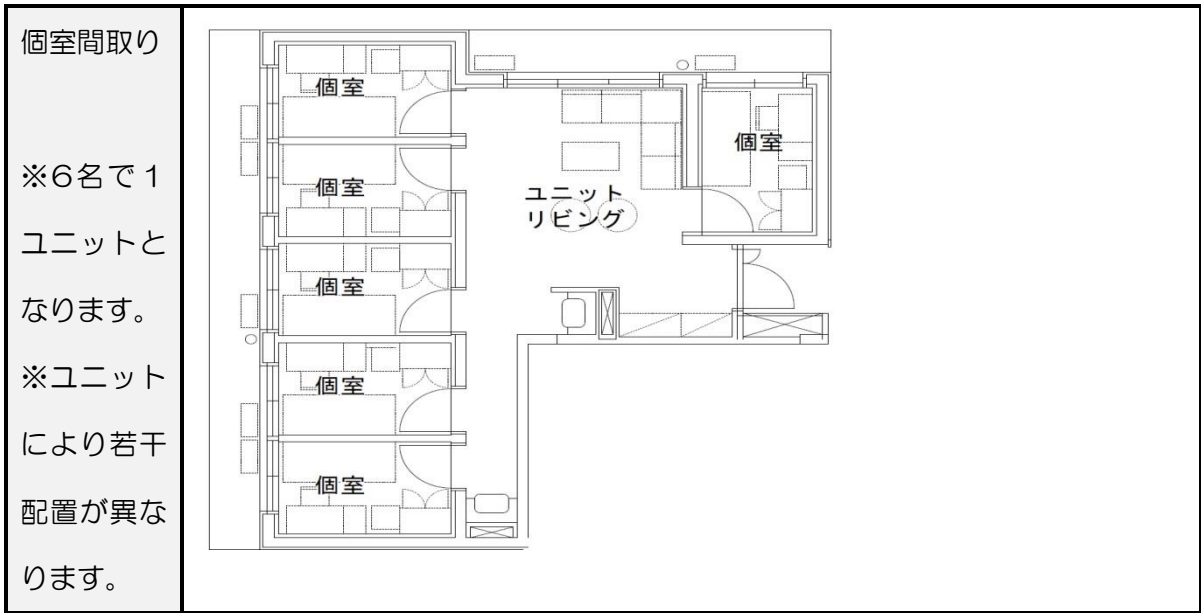 個室間取り
※6名で1
ユニットと
なります。
※ユニット
により若干
配置が異な
ります。
個室
個室
個室
個室
個室
ユニット
リビング
個室